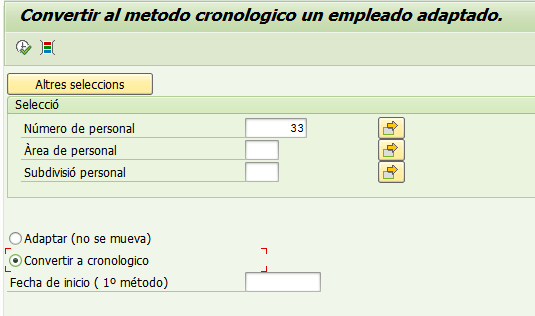 Convertir al metodo cronologico un empleado adaptado.
Altres seleccions
Selecció
Número de personal 33
Àrea de personal
Subdivisió personal
Adaptar (no se mueva)
Convertir a cronologico
Fecha de inicio ( 1º método)